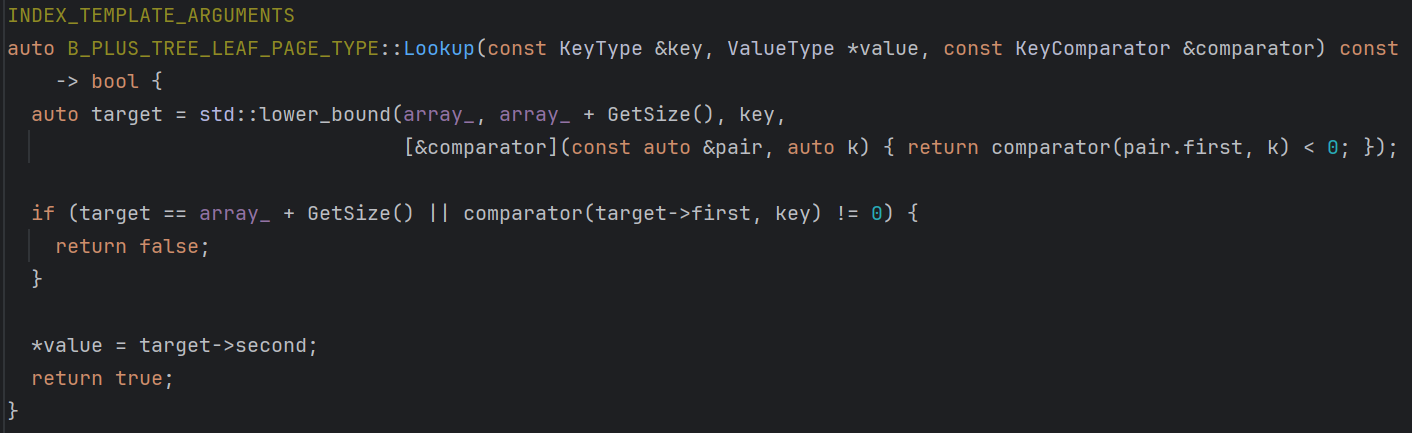 INDEX_TEMPLATE_ARGUMENTS
auto B_PLUS_TREE_LEAF_PAGE_TYPE::Lookup(const KeyType &key, ValueType *value, const KeyComparator &comparator) const
    -> bool {
  auto target = std::lower_bound(array_, array_ + GetSize(), key,
                                 [&comparator](const auto &pair, auto k) { return comparator(pair.first, k) < 0; });

  if (target == array_ + GetSize() || comparator(target->first, key) != 0) {
    return false;
  }

  *value = target->second;
  return true;
}